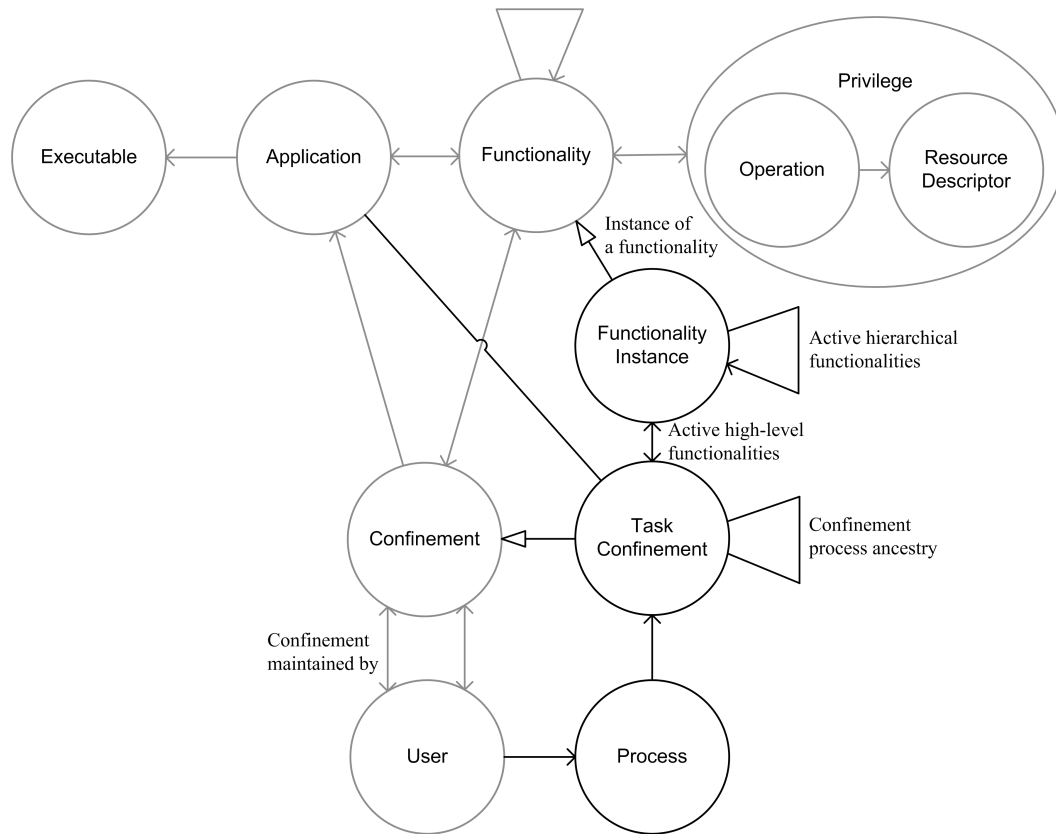 Privilege
Executable
Application
Functionality
Operation
Resource
Descriptor
Instance of
a functionality
Functionality
Instance
Active hierarchical
functionalities
Active high-level
functionalities
Confinement
Task
Confinement
Confinement
process ancestry
Confinement
maintained by
User
Process